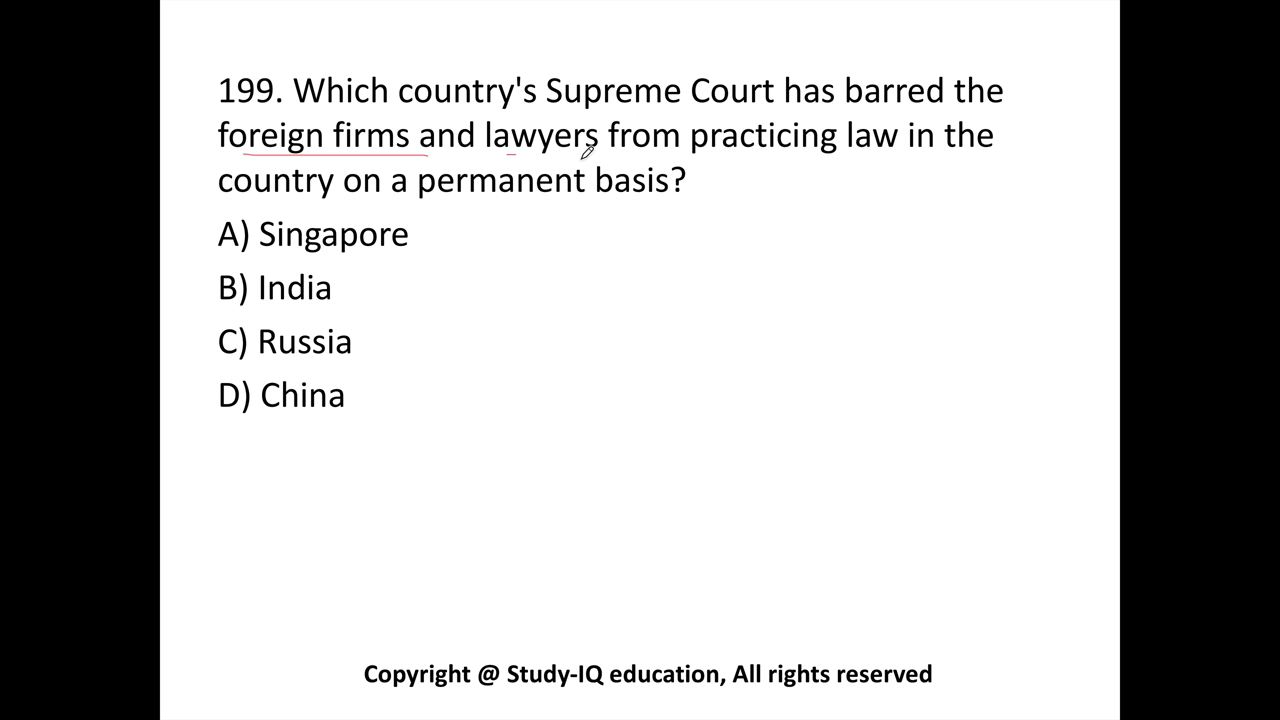 199. Which country's Supreme Court has barred the
foreign firms and lawyers from practicing law in the
country on a permanent basis?
A) Singapore
B) India
C) Russia
D) China
Copyright @ Study-IQ education, All rights reserved